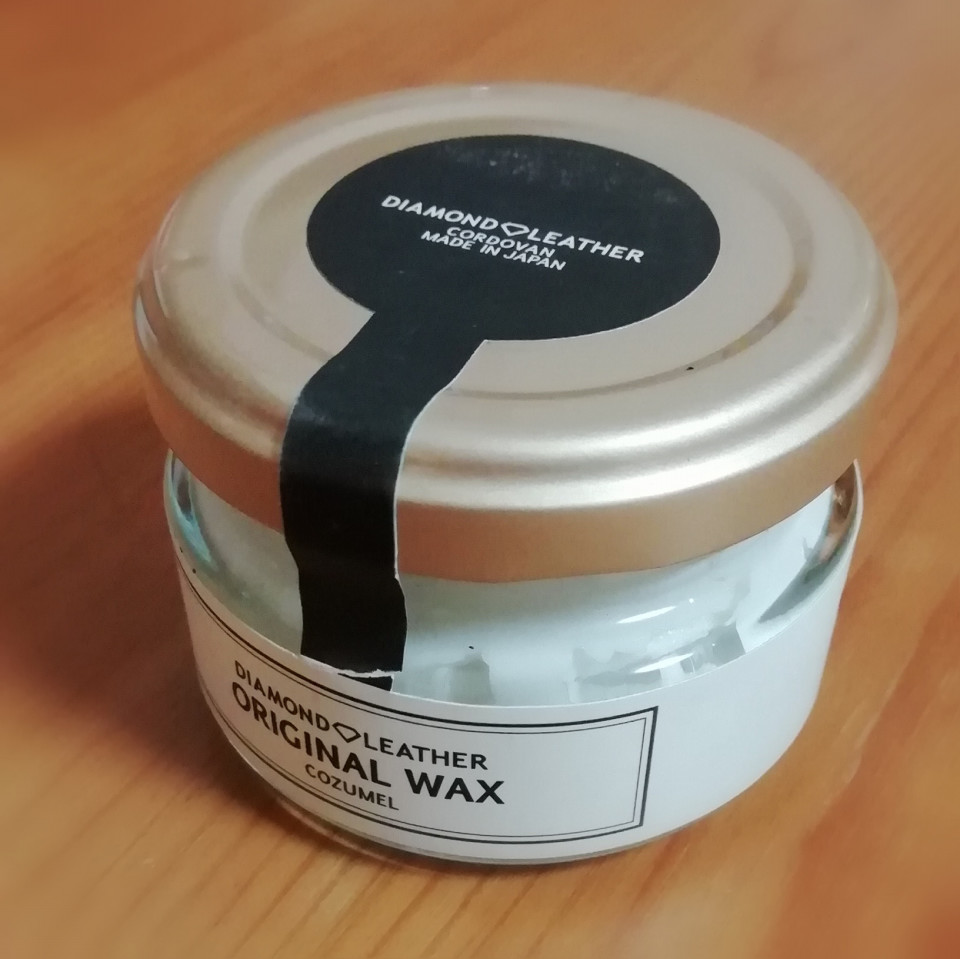 DIAMOND LEATHER
CORDOVAN
MADE IN JAPAN
DIAMOND LEATHER
ORIGINAL WAX
COZUMEL